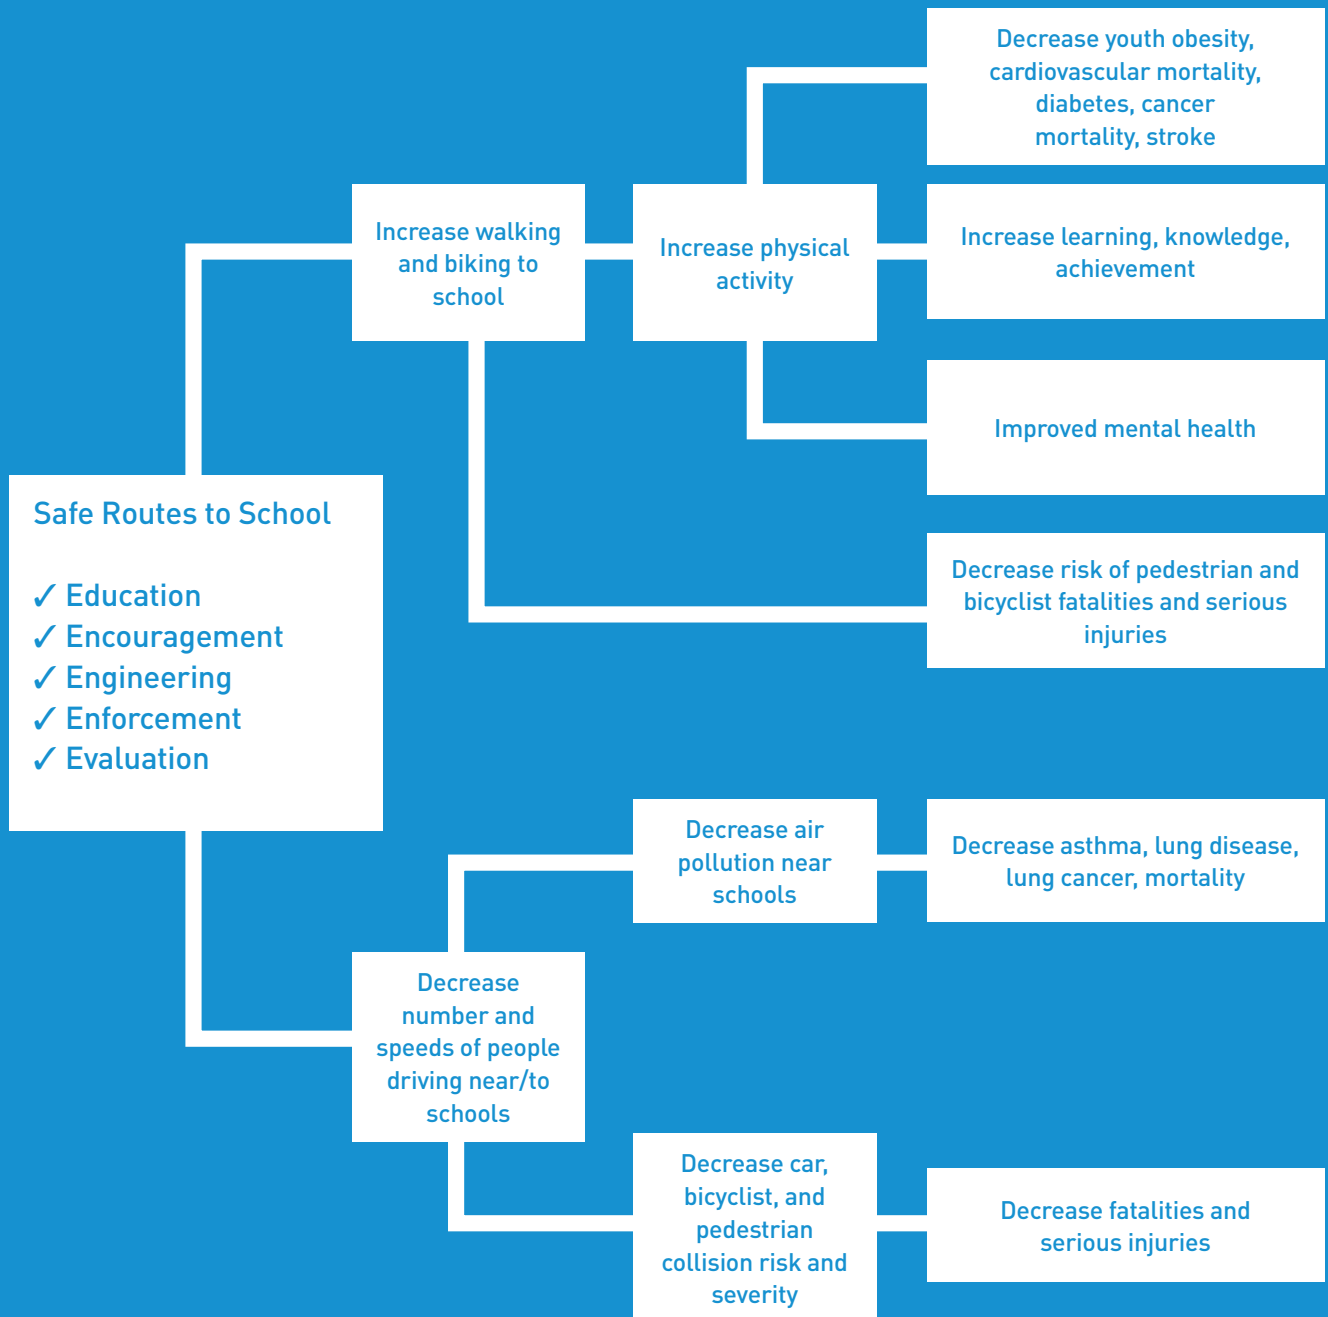 Safe Routes to School
✓ Education
✓ Encouragement
✓ Engineering
✓ Enforcement
✓ Evaluation
Increase walking
and biking to
school
Increase physical
activity
Decrease youth obesity,
cardiovascular mortality,
diabetes, cancer
mortality, stroke
Increase learning, knowledge,
achievement
Improved mental health
Decrease risk of pedestrian and
bicyclist fatalities and serious
injuries
Decrease
number and
speeds of people
driving near/to
schools
Decrease air
pollution near
schools
Decrease asthma, lung disease,
lung cancer, mortality
Decrease car,
bicyclist, and
pedestrian
collision risk and
severity
Decrease fatalities and
serious injuries